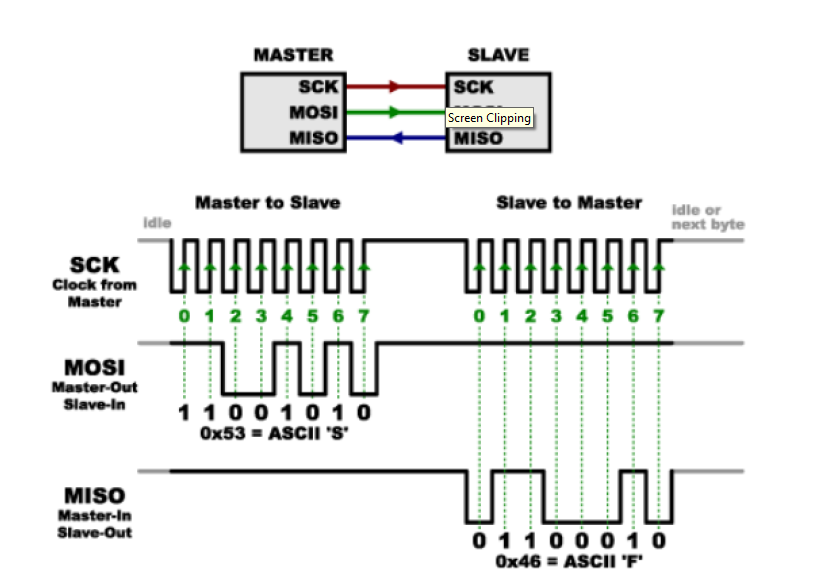 MASTER SLAVE
SCK SCK
MOSI
Screen Clipping
MISO MISO
Master to Slave Slave to Master
idle
idle or
next byte
SCK
Clock from
Master
0 1 2 3 4 5 6 7 0 1 2 3 4 5 6 7
MOSI
Master-Out
Slave-In
1 1 0 0 1 0 1 0
0x53 = ASCII 'S'
MISO
Master-In
Slave-Out
0 1 1 0 0 0 1 0
0x46 = ASCII 'F'